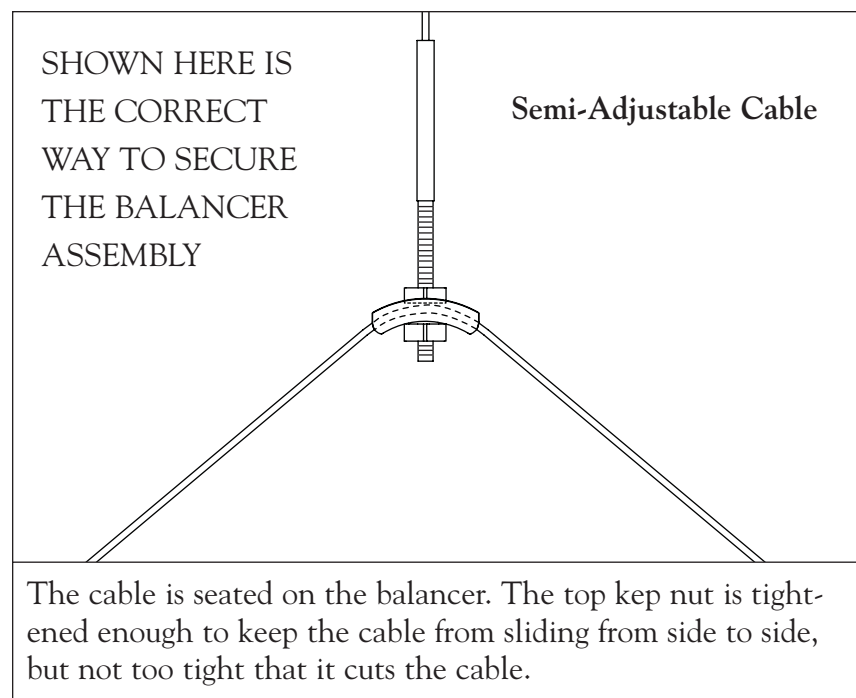 SHOWN HERE IS
THE CORRECT
WAY TO SECURE
THE BALANCER
ASSEMBLY
Semi-Adjustable Cable
The cable is seated on the balancer. The top kep nut is tight-
ened enough to keep the cable from sliding from side to side,
but not too tight that it cuts the cable.